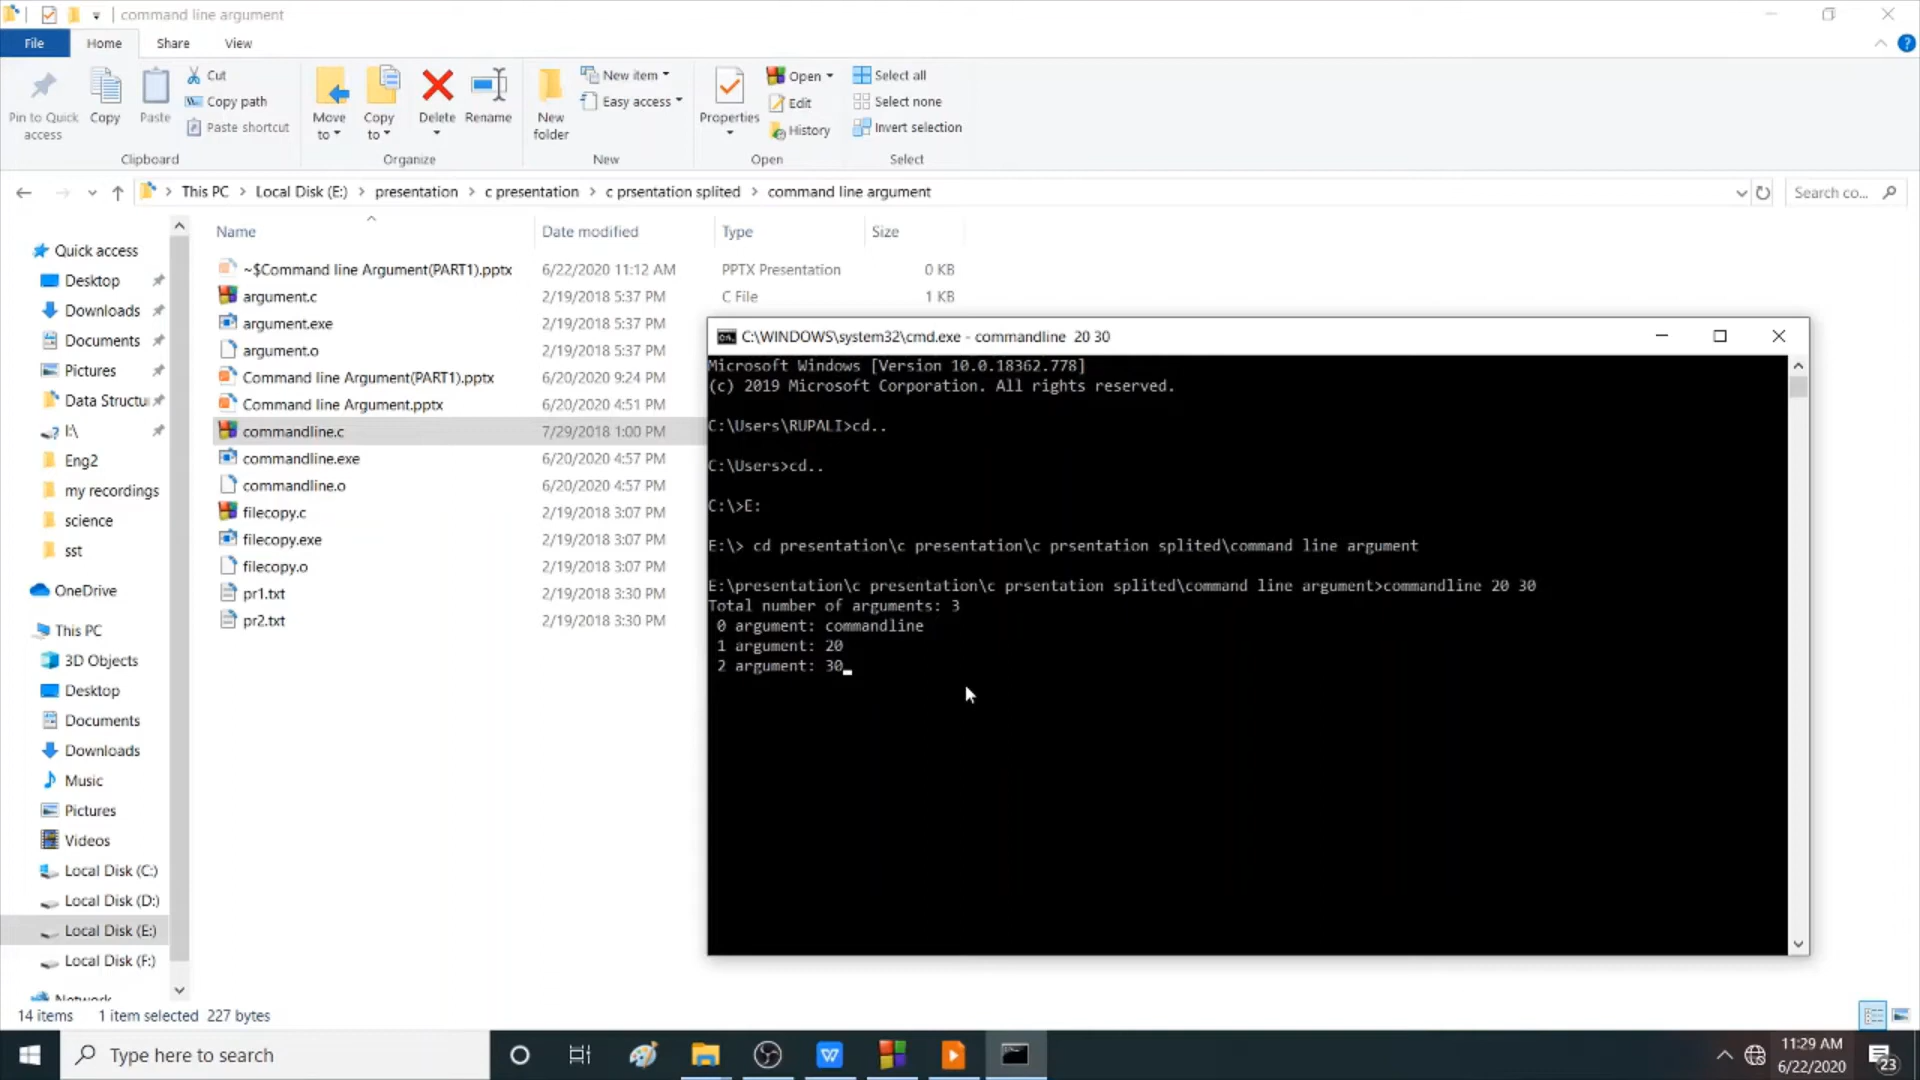 command line argument
File Home Share View
Pin to Quick access
Copy
Paste
Cut
Copy path
Paste shortcut
Clipboard
Move to
Copy to
Delete
Rename
Organize
New folder
New item
Easy access
New
Properties
Open
Edit
History
Open
Select all
Select none
Invert selection
Select
This PC > Local Disk (E:) > presentation > c presentation > c prsentation splited > command line argument
Search co...
Quick access
Desktop
Downloads
Documents
Pictures
Data Structu
I:\
Eng2
my recordings
science
sst
OneDrive
This PC
3D Objects
Desktop
Documents
Downloads
Music
Pictures
Videos
Local Disk (C:)
Local Disk (D:)
Local Disk (E:)
Local Disk (F:)
Network
Name Date modified Type Size
~$Command line Argument(PART1).pptx 6/22/2020 11:12 AM PPTX Presentation 0 KB
argument.c 2/19/2018 5:37 PM C File 1 KB
argument.exe 2/19/2018 5:37 PM
argument.o 2/19/2018 5:37 PM
Command line Argument(PART1).pptx 6/20/2020 9:24 PM
Command line Argument.pptx 6/20/2020 4:51 PM
commandline.c 7/29/2018 1:00 PM
commandline.exe 6/20/2020 4:57 PM
commandline.o 6/20/2020 4:57 PM
filecopy.c 2/19/2018 3:07 PM
filecopy.exe 2/19/2018 3:07 PM
filecopy.o 2/19/2018 3:07 PM
pr1.txt 2/19/2018 3:30 PM
pr2.txt 2/19/2018 3:30 PM
C:\WINDOWS\system32\cmd.exe - commandline 20 30
Microsoft Windows [Version 10.0.18362.778]
(c) 2019 Microsoft Corporation. All rights reserved.
C:\Users\RUPALI>cd..
C:\Users>cd..
C:\>E:
E:\> cd presentation\c presentation\c prsentation splited\command line argument
E:\presentation\c presentation\c prsentation splited\command line argument>commandline 20 30
Total number of arguments: 3
0 argument: commandline
1 argument: 20
2 argument: 30
14 items 1 item selected 227 bytes
Type here to search
11:29 AM
6/22/2020
23